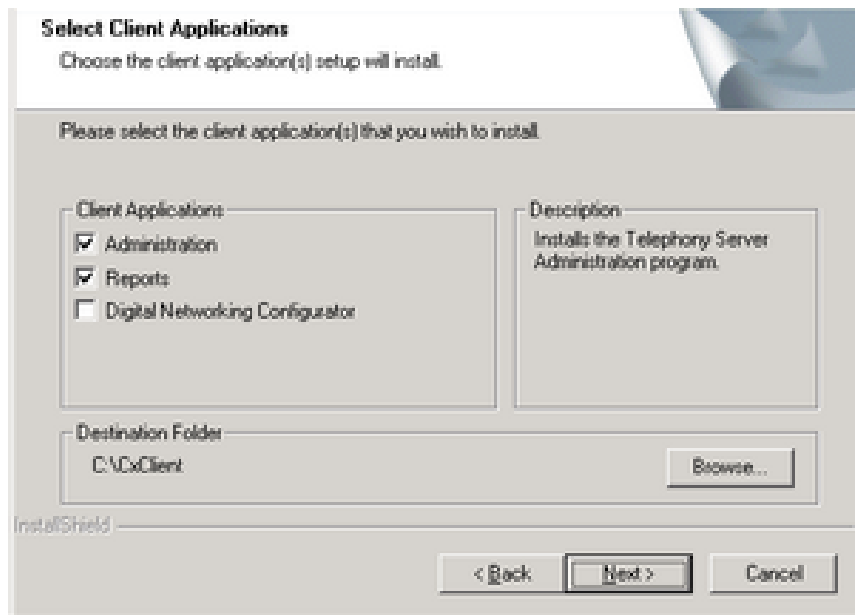 Select Client Applications
Choose the client application(s) setup will install.
Please select the client application(s) that you wish to install.
Client Applications
Administration
Reports
Digital Networking Configurator
Description
Installs the Telephony Server
Administration program.
Destination Folder
C:\CxClient
Browse...
InstallShield
< Back
Next >
Cancel